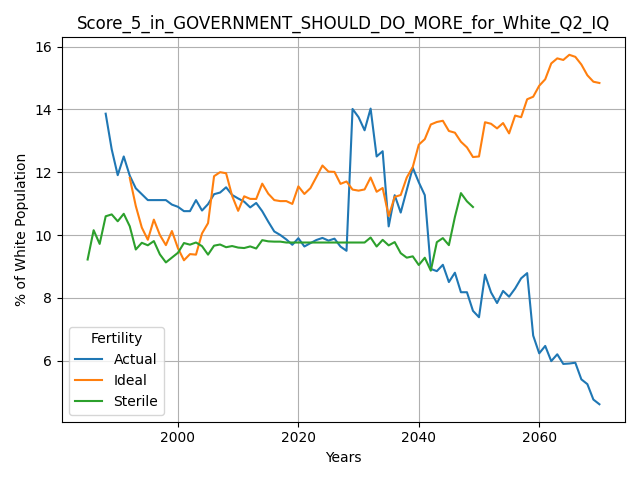 Score_5_in_GOVERNMENT_SHOULD_DO_MORE_for_White_Q2_IQ
16
14
12
10
8
6
% of White Population
Fertility
Actual
Ideal
Sterile
2000 2020 2040 2060
Years